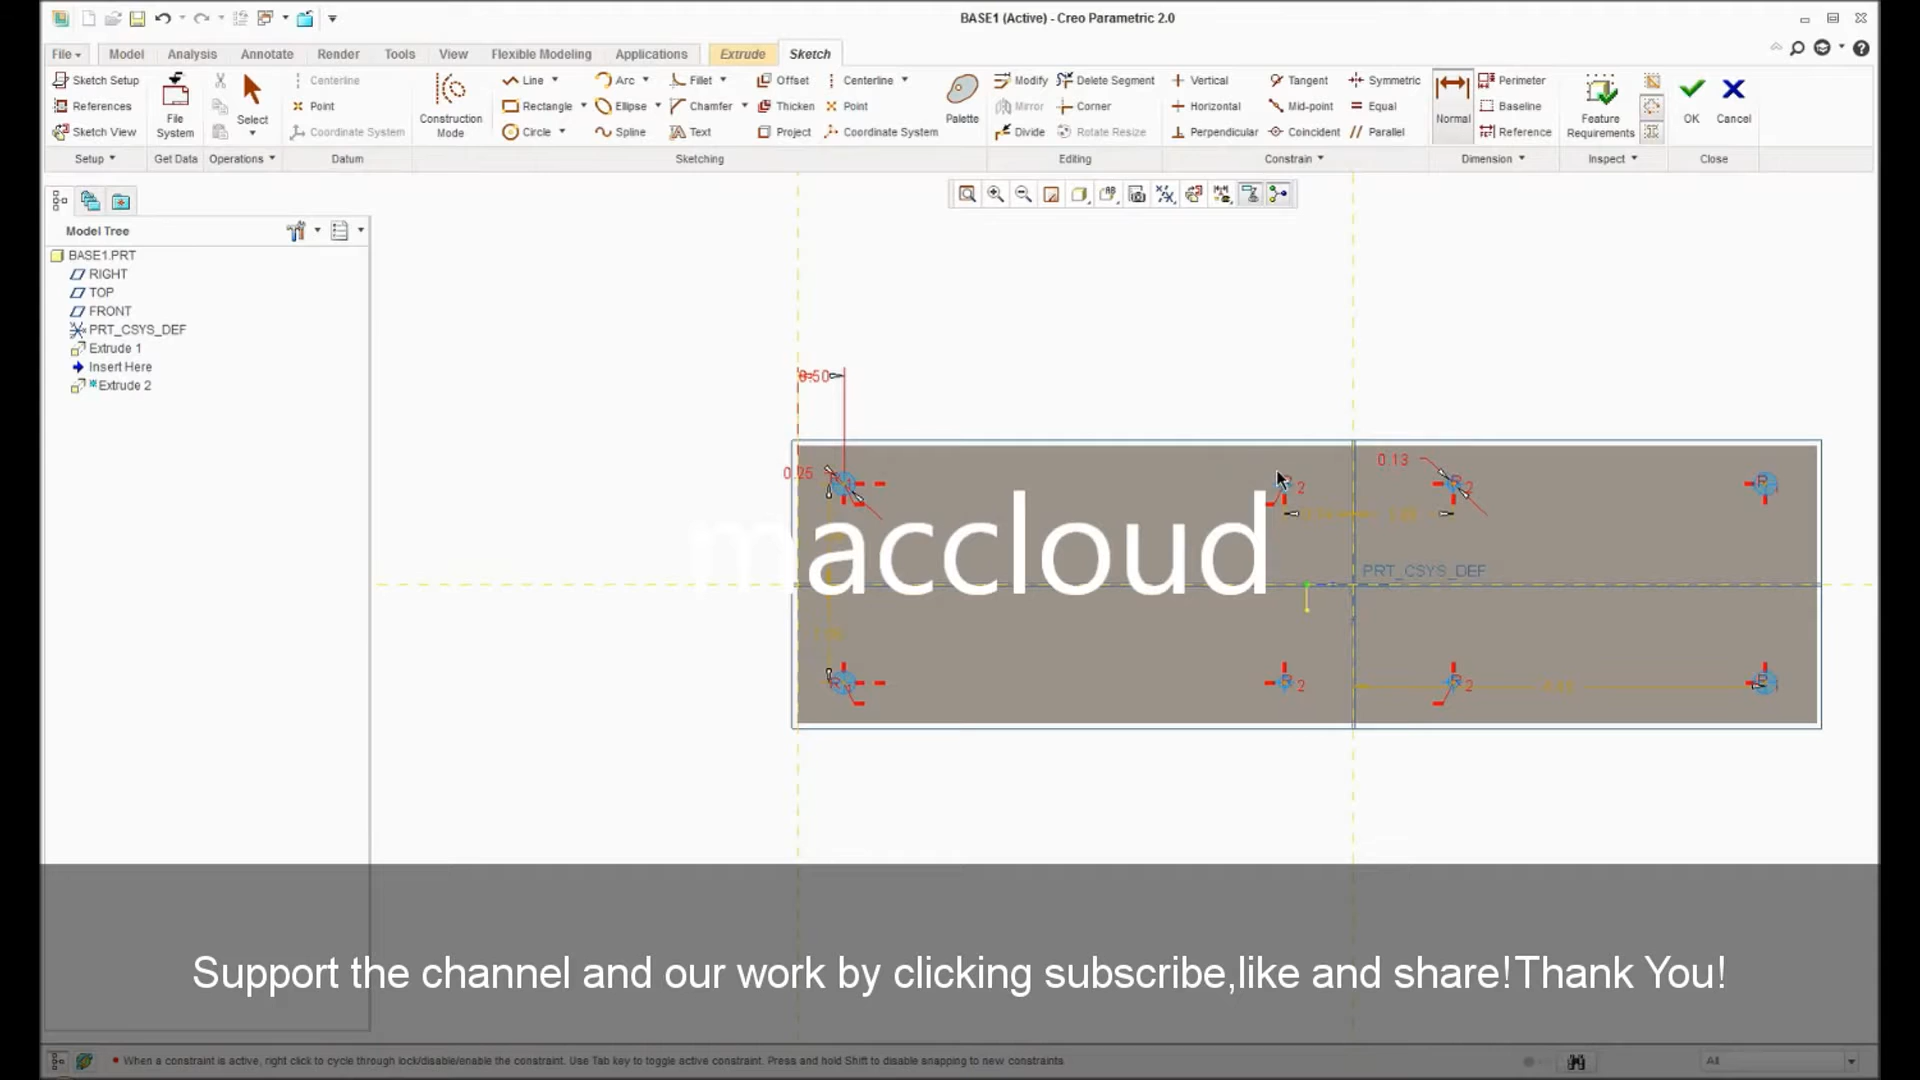 BASE1 (Active) - Creo Parametric 2.0
File
Model
Analysis
Annotate
Render
Tools
View
Flexible Modeling
Applications
Extrude
Sketch
Sketch Setup
References
Sketch View
File System
Select
Centerline
Point
Coordinate System
Construction Mode
Line
Rectangle
Circle
Arc
Ellipse
Spline
Fillet
Chamfer
Text
Offset
Thicken
Project
Centerline
Point
Coordinate System
Palette
Modify
Mirror
Divide
Delete Segment
Corner
Rotate Resize
Vertical
Horizontal
Perpendicular
Tangent
Mid-point
Coincident
Symmetric
Equal
Parallel
Normal
Perimeter
Baseline
Reference
Feature Requirements
OK
Cancel
Setup
Get Data
Operations
Datum
Sketching
Editing
Constrain
Dimension
Inspect
Close
Model Tree
BASE1.PRT
RIGHT
TOP
FRONT
PRT_CSYS_DEF
Extrude 1
Insert Here
Extrude 2
0.50
0.25
0.13
PRT_CSYS_DEF
maccloud
Support the channel and our work by clicking subscribe,like and share!Thank You!
When a constraint is active, right click to cycle through lock/disable/enable the constraint. Use Tab key to toggle active constraint. Press and hold Shift to disable snapping to new constraints.
All